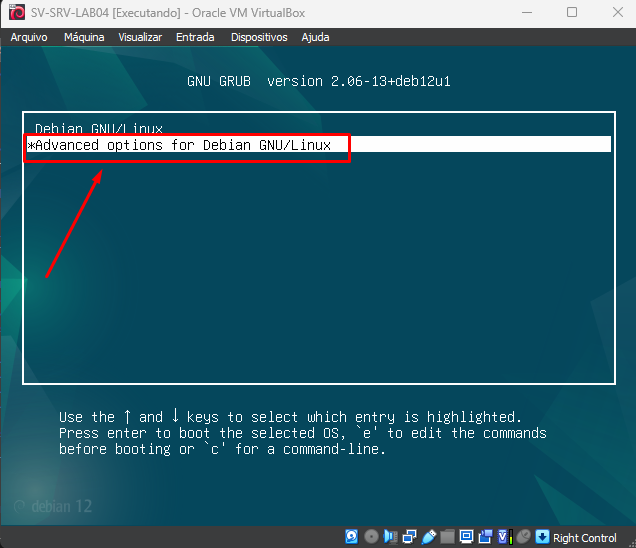 SV-SRV-LAB04 [Executando] - Oracle VM VirtualBox
Arquivo Máquina Visualizar Entrada Dispositivos Ajuda
GNU GRUB version 2.06-13+deb12u1
Debian GNU/Linux
*Advanced options for Debian GNU/Linux
Use the ↑ and ↓ keys to select which entry is highlighted.
Press enter to boot the selected OS, `e' to edit the commands
before booting or `c' for a command-line.
debian 12
Right Control